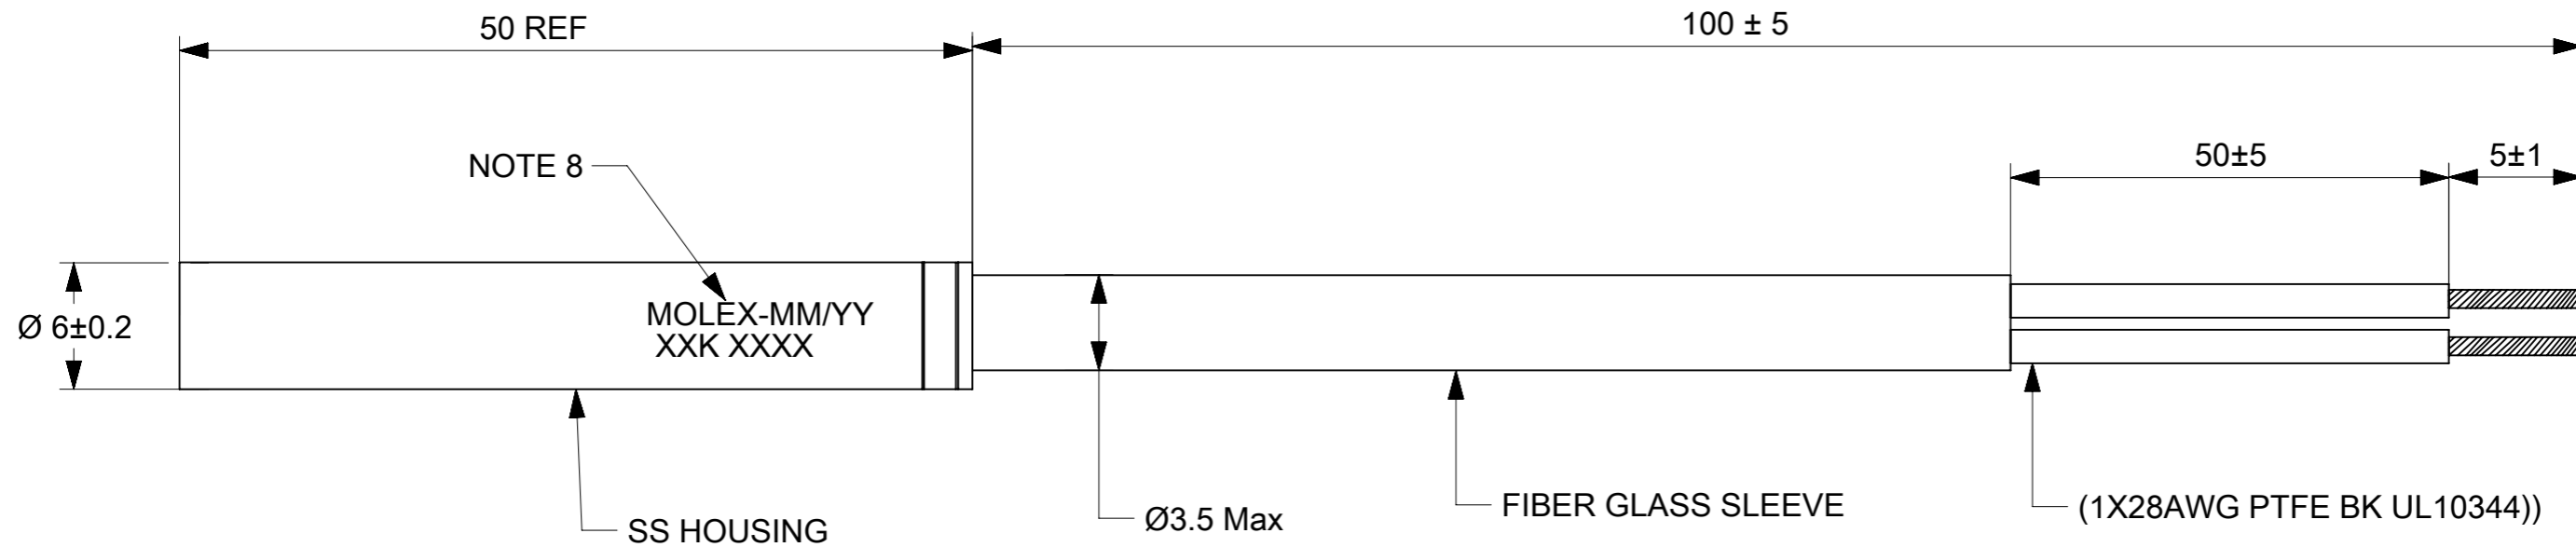 50 REF
100 ± 5
NOTE 8
50±5
5±1
Ø 6±0.2
MOLEX-MM/YY
XXK XXXX
SS HOUSING
Ø3.5 Max
FIBER GLASS SLEEVE
(1X28AWG PTFE BK UL10344))